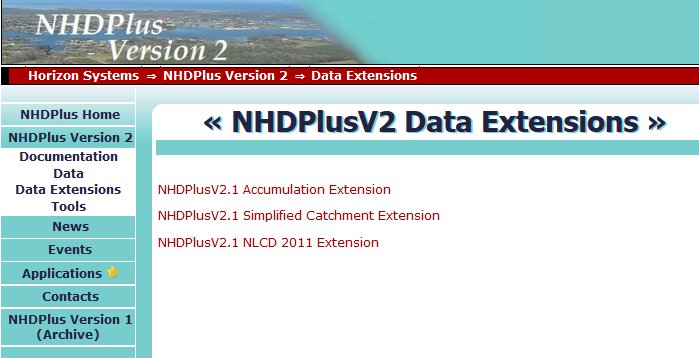 NHDPlus
Version 2
Horizon Systems ⇒ NHDPlus Version 2 ⇒ Data Extensions
NHDPlus Home
NHDPlus Version 2
Documentation
Data
Data Extensions
Tools
News
Events
Applications
Contacts
NHDPlus Version 1
(Archive)
« NHDPlusV2 Data Extensions »
NHDPlusV2.1 Accumulation Extension
NHDPlusV2.1 Simplified Catchment Extension
NHDPlusV2.1 NLCD 2011 Extension